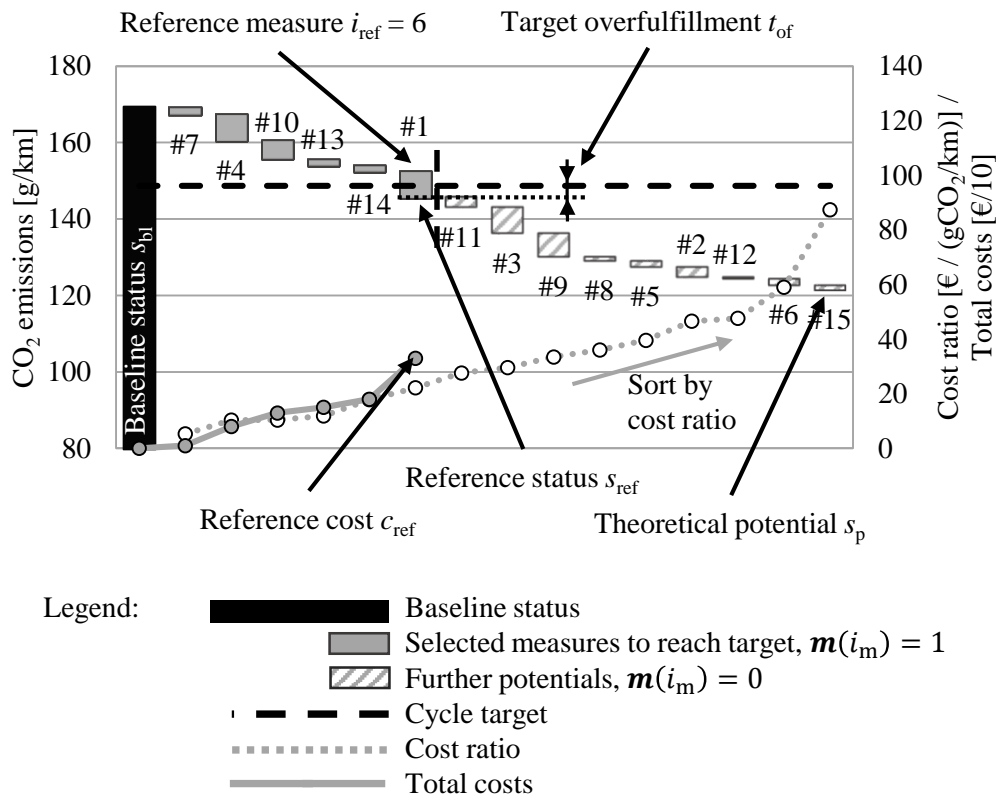 Reference measure i_ref = 6
Target overfulfillment t_of
CO₂ emissions [g/km]
180
160
140
120
100
80
Baseline status s_bl
#7
#4
#10
#13
#14
#1
#11
#3
#9
#8
#5
#2
#12
#6
#15
Sort by
cost ratio
140
120
100
80
60
40
20
0
Cost ratio [€ / (gCO₂/km)] /
Total costs [€/10]
Reference status s_ref
Reference cost c_ref
Theoretical potential s_p
Legend:
Baseline status
Selected measures to reach target, m(i_m) = 1
Further potentials, m(i_m) = 0
Cycle target
Cost ratio
Total costs